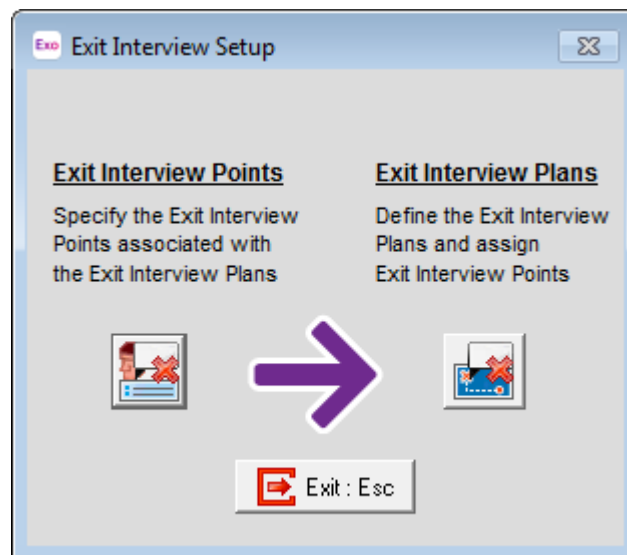 Exo Exit Interview Setup
Exit Interview Points
Specify the Exit Interview
Points associated with
the Exit Interview Plans
Exit Interview Plans
Define the Exit Interview
Plans and assign
Exit Interview Points
Exit : Esc